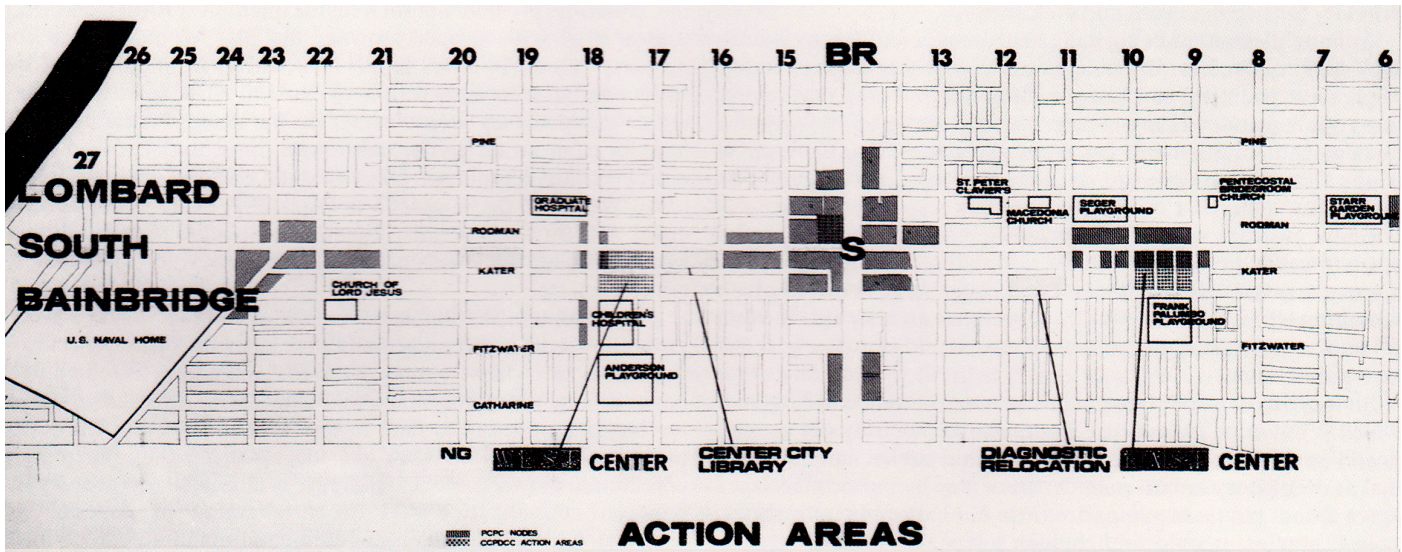 26 25 24 23 22 21 20 19 18 17 16 15 BR 13 12 11 10 9 8 7 6
PINE
PINE
27
LOMBARD
GRADUATE
HOSPITAL
ST. PETER
CLAVIER'S
MACEDONIA
CHURCH
SEGER
PLAYGROUND
PENTECOSTAL
BRIDEGROOM
CHURCH
STARR
GARDEN
PLAYGROUND
RODMAN
RODMAN
SOUTH
S
KATER
KATER
CHURCH OF
LORD JESUS
BAINBRIDGE
CHILDREN'S
HOSPITAL
FRANK
PALUMBO
PLAYGROUND
U.S. NAVAL HOME
FITZWATER
FITZWATER
ANDERSON
PLAYGROUND
CATHARINE
NG CENTER
CENTER CITY
LIBRARY
DIAGNOSTIC
RELOCATION CENTER
PCPC NODES
CCPDCC ACTION AREAS
ACTION AREAS